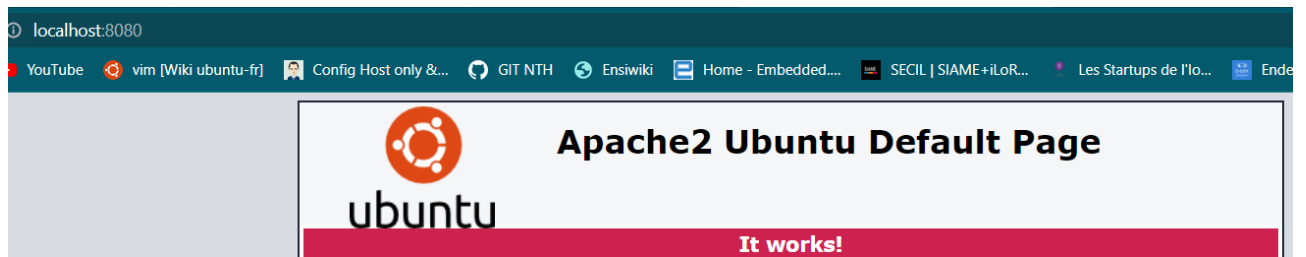 localhost:8080
YouTube vim [Wiki ubuntu-fr] Config Host only &... GIT NTH Ensiwiki Home - Embedded.... SECIL | SIAME+iLoR... Les Startups de l'Io... Ende
Apache2 Ubuntu Default Page
ubuntu
It works!